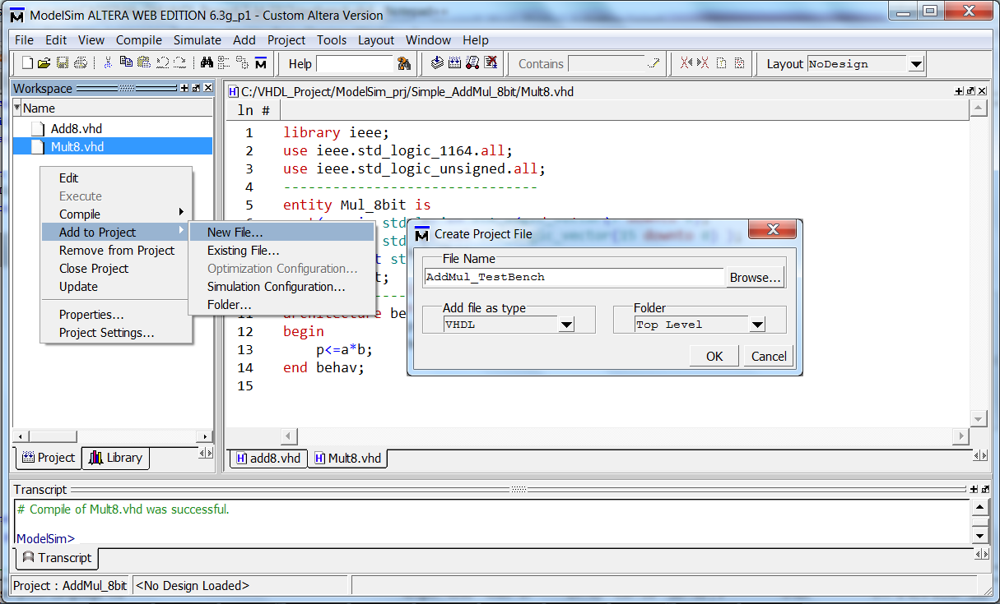 ModelSim ALTERA WEB EDITION 6.3g_p1 - Custom Altera Version
File Edit View Compile Simulate Add Project Tools Layout Window Help
Help Contains Layout NoDesign
Workspace
Name
Add8.vhd
Mult8.vhd
Edit
Execute
Compile
Add to Project
Remove from Project
Close Project
Update
Properties...
Project Settings...
New File...
Existing File...
Optimization Configuration...
Simulation Configuration...
Folder...
Project Library
C:/VHDL_Project/ModelSim_prj/Simple_AddMul_8bit/Mult8.vhd
ln #
1 library ieee;
2 use ieee.std_logic_1164.all;
3 use ieee.std_logic_unsigned.all;
4 -------------------------------
5 entity Mul_8bit is
12 begin
13 p<=a*b;
14 end behav;
15
Create Project File
File Name
AddMul_TestBench Browse...
Add file as type
VHDL
Folder
Top Level
OK Cancel
add8.vhd Mult8.vhd
Transcript
# Compile of Mult8.vhd was successful.
ModelSim>
Transcript
Project : AddMul_8bit <No Design Loaded>